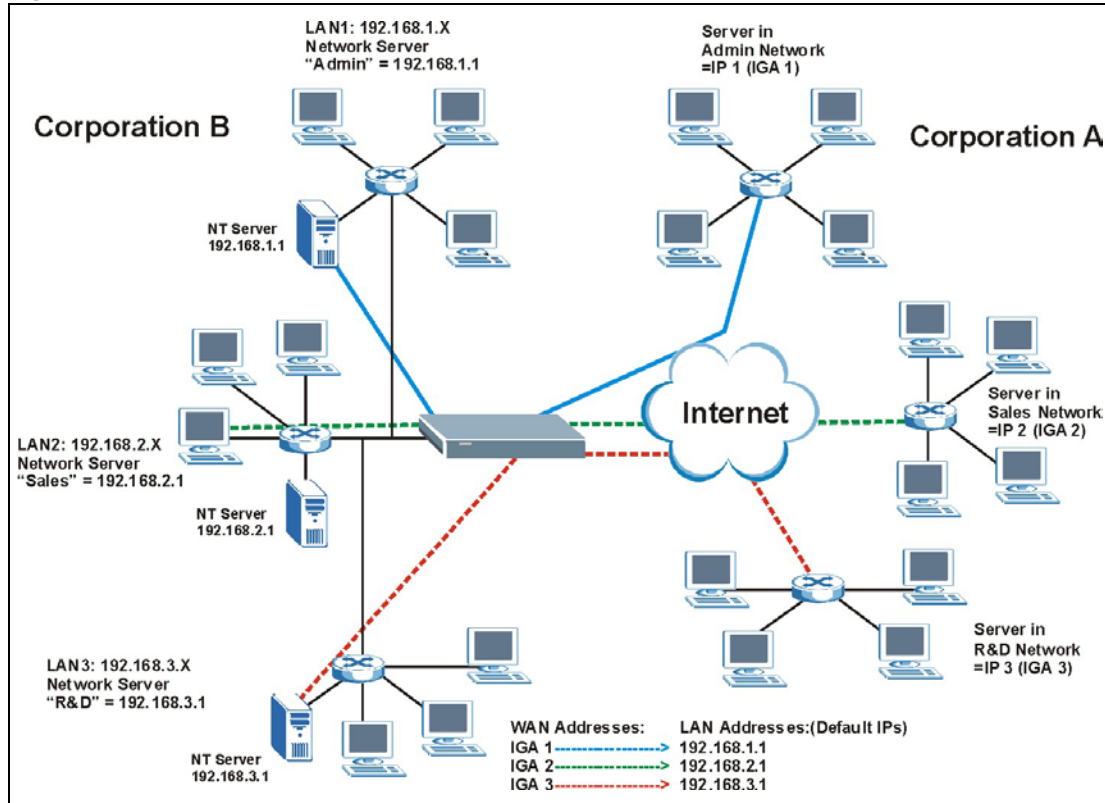 LAN1: 192.168.1.X
Network Server
“Admin” = 192.168.1.1
Server in
Admin Network
=IP 1 (IGA 1)
Corporation B
Corporation A
NT Server
192.168.1.1
Internet
Server in
Sales Network
=IP 2 (IGA 2)
LAN2: 192.168.2.X
Network Server
“Sales” = 192.168.2.1
NT Server
192.168.2.1
Server in
R&D Network
=IP 3 (IGA 3)
LAN3: 192.168.3.X
Network Server
“R&D” = 192.168.3.1
NT Server
192.168.3.1
WAN Addresses: LAN Addresses:(Default IPs)
IGA 1 192.168.1.1
IGA 2 192.168.2.1
IGA 3 192.168.3.1